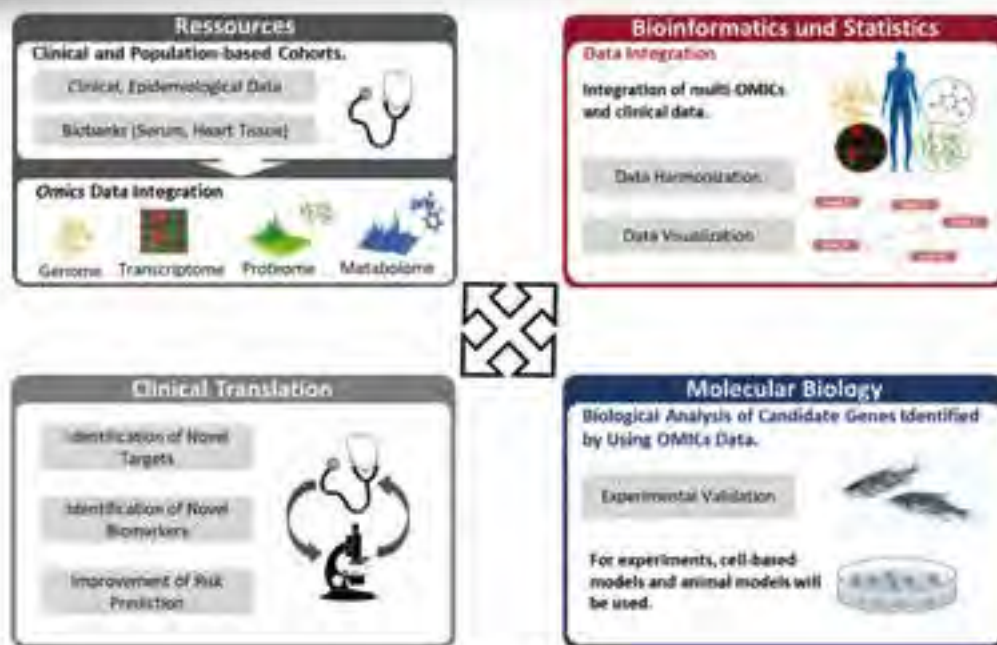 Ressources
Clinical and Population-based Cohorts.
Clinical, Epidemological Data
Biobanks (Serum, Heart Tissue)
Omics Data Integration
Genome Transcriptome Proteome Metabolome
Bioinformatics und Statistics
Data Integration
Integration of multi-OMICs
and clinical data.
Data Harmonization
Data Visualization
Clinical Translation
Identification of Novel
Targets
Identification of Novel
Biomarkers
Improvement of Risk
Prediction
Molecular Biology
Biological Analysis of Candidate Genes Identified
by Using OMICs Data.
Experimental Validation
For experiments, cell-based
models and animal models will
be used.